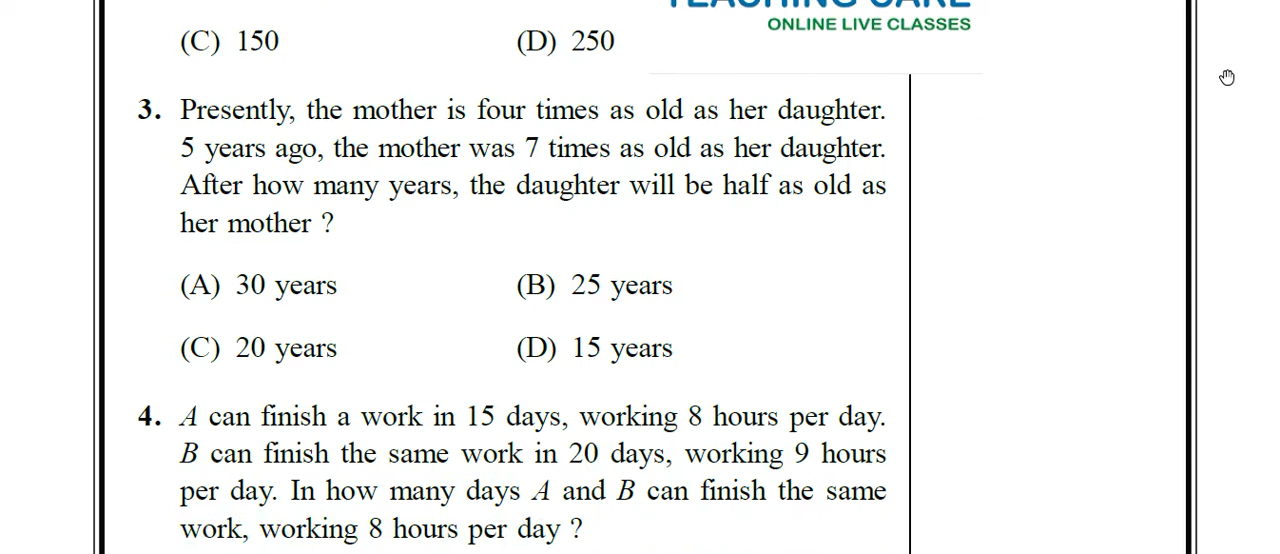 TEACHING CARE
ONLINE LIVE CLASSES
(C) 150 (D) 250
3. Presently, the mother is four times as old as her daughter.
5 years ago, the mother was 7 times as old as her daughter.
After how many years, the daughter will be half as old as
her mother ?
(A) 30 years (B) 25 years
(C) 20 years (D) 15 years
4. A can finish a work in 15 days, working 8 hours per day.
B can finish the same work in 20 days, working 9 hours
per day. In how many days A and B can finish the same
work, working 8 hours per day ?